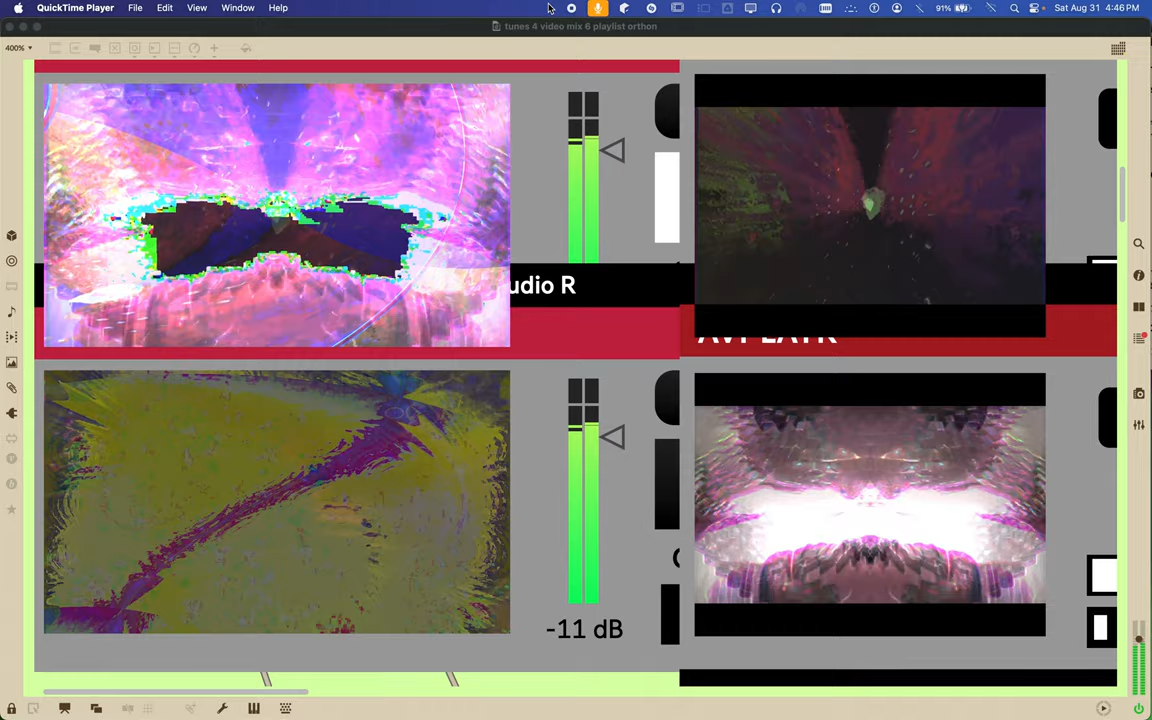 QuickTime Player File Edit View Window Help 91% Sat Aug 31 4:46 PM
tunes 4 video mix 6 playlist orthon
400%
udio R
-11 dB